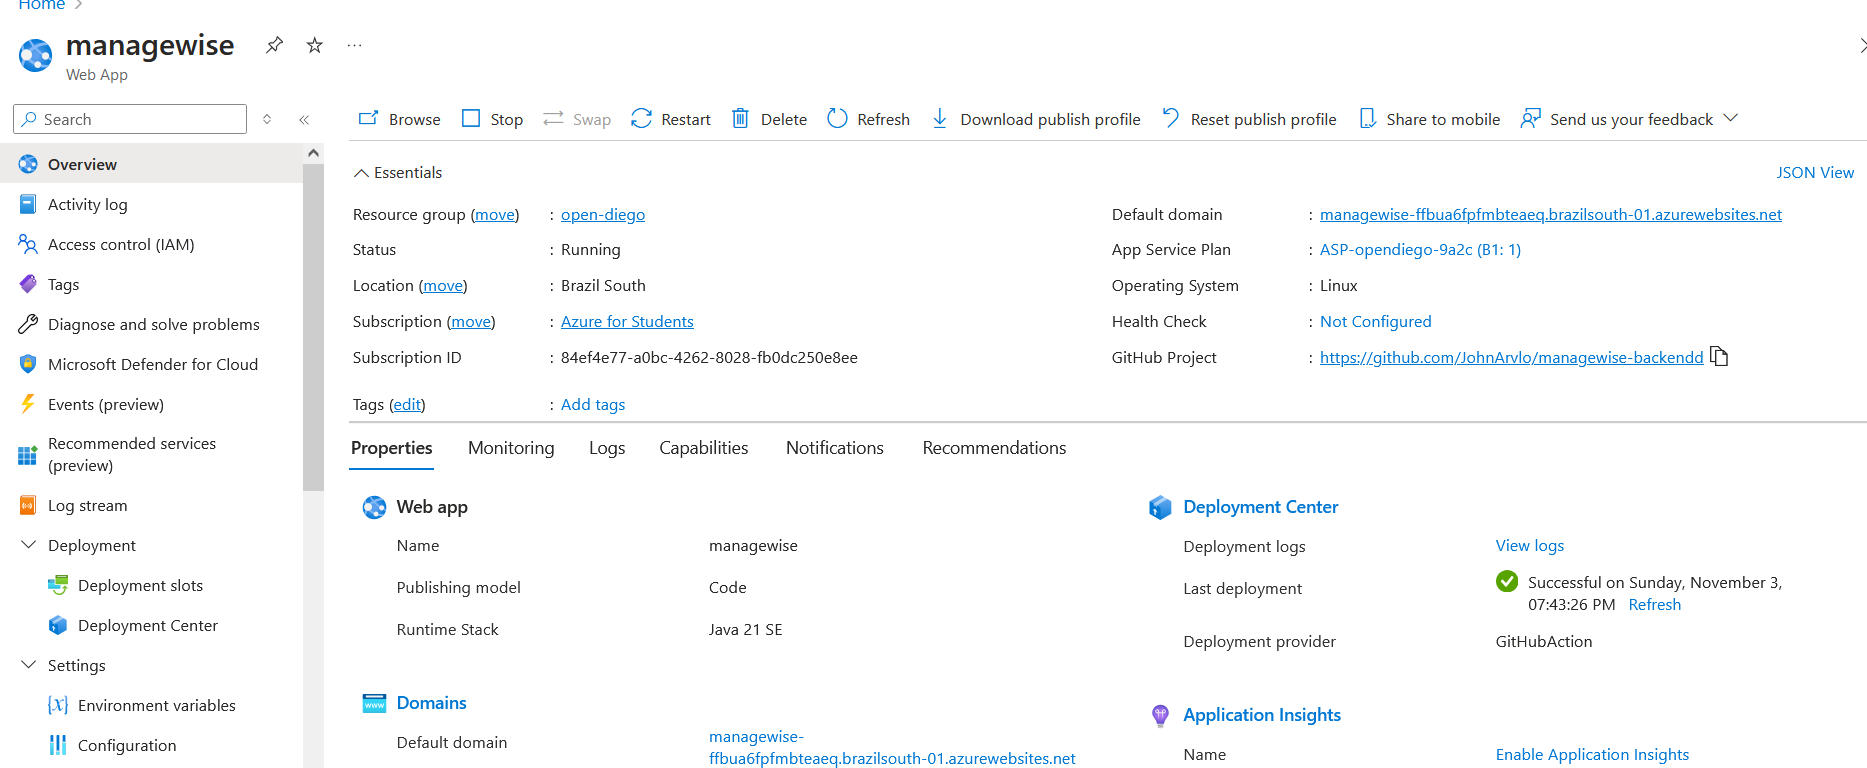 Home
managewise
Web App
Search
Browse Stop Swap Restart Delete Refresh Download publish profile Reset publish profile Share to mobile Send us your feedback
Overview
Activity log
Access control (IAM)
Tags
Diagnose and solve problems
Microsoft Defender for Cloud
Events (preview)
Recommended services
(preview)
Log stream
Deployment
Deployment slots
Deployment Center
Settings
Environment variables
Configuration
Essentials
JSON View
Resource group (move) : open-diego
Status : Running
Location (move) : Brazil South
Subscription (move) : Azure for Students
Subscription ID : 84ef4e77-a0bc-4262-8028-fb0dc250e8ee
Default domain : managewise-ffbua6fpfmbteaeq.brazilsouth-01.azurewebsites.net
App Service Plan : ASP-opendiego-9a2c (B1: 1)
Operating System : Linux
Health Check : Not Configured
GitHub Project : https://github.com/JohnArvlo/managewise-backendd
Tags (edit) : Add tags
Properties Monitoring Logs Capabilities Notifications Recommendations
Web app
Name managewise
Publishing model Code
Runtime Stack Java 21 SE
Domains
Default domain managewise-
ffbua6fpfmbteaeq.brazilsouth-01.azurewebsites.net
Deployment Center
Deployment logs View logs
Last deployment Successful on Sunday, November 3,
07:43:26 PM Refresh
Deployment provider GitHubAction
Application Insights
Name Enable Application Insights